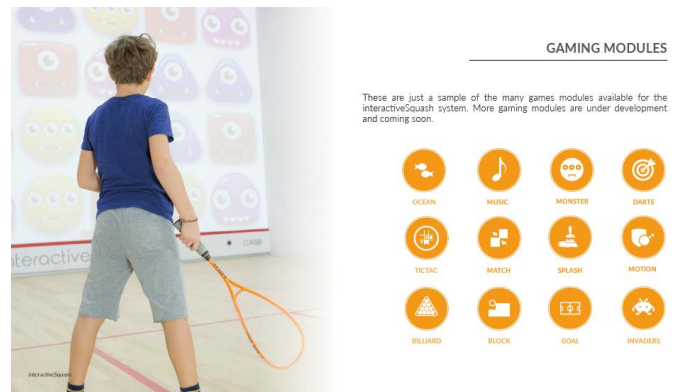 GAMING MODULES
These are just a sample of the many games modules available for the
interactiveSquash system. More gaming modules are under development
and coming soon.
OCEAN MUSIC MONSTER DARTS
TICTAC MATCH SPLASH MOTION
BILLIARD BLOCK GOAL INVADERS
nteractive
ASB
interactiveSquash